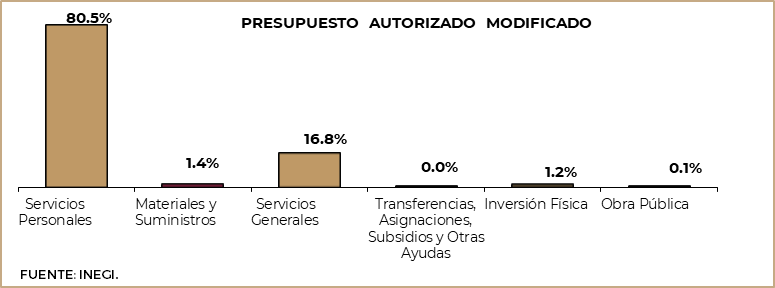 PRESUPUESTO AUTORIZADO MODIFICADO
80.5%
1.4%
16.8%
0.0%
1.2%
0.1%
Servicios
Personales
Materiales y
Suministros
Servicios
Generales
Transferencias,
Asignaciones,
Subsidios y Otras
Ayudas
Inversión Física
Obra Pública
FUENTE: INEGI.